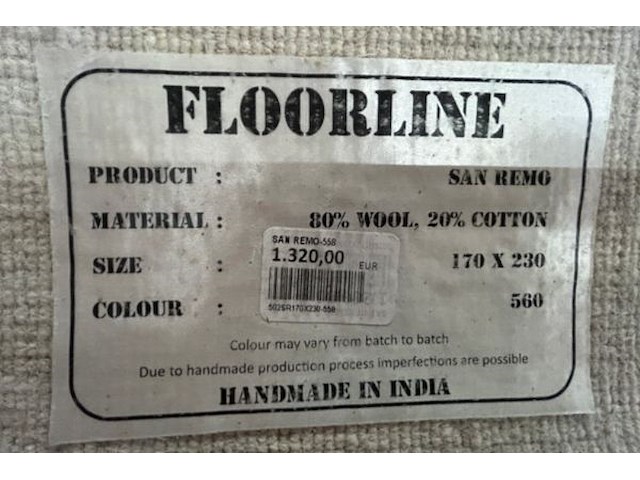 FLOORLINE
PRODUCT : SAN REMO
MATERIAL : 80% WOOL, 20% COTTON
SIZE : 170 X 230
COLOUR : 560
SAN REMO-558
1.320,00 EUR
502SR170X230-558
Colour may vary from batch to batch
Due to handmade production process imperfections are possible
HANDMADE IN INDIA